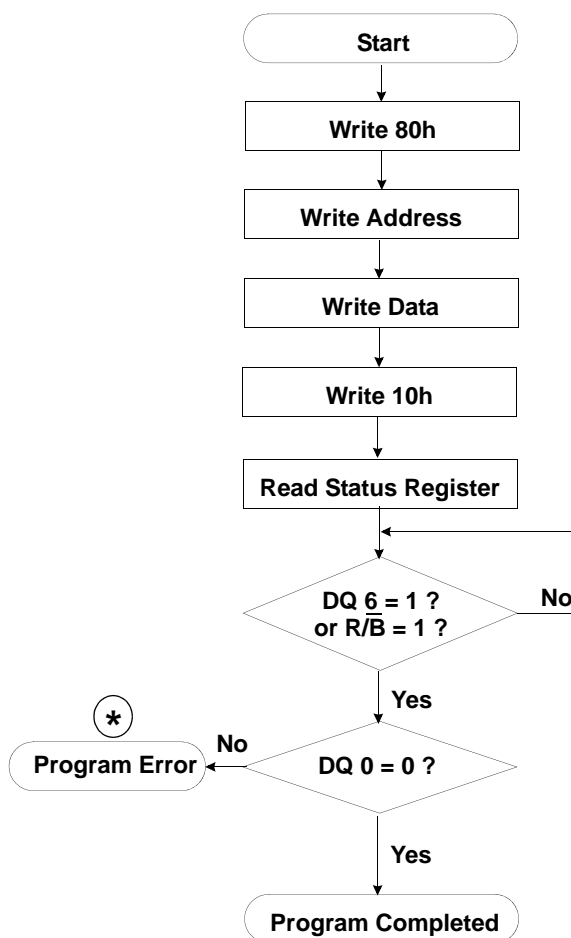 Start
Write 80h
Write Address
Write Data
Write 10h
Read Status Register
DQ 6 = 1 ?
or R/B̅ = 1 ?
No
Yes
*
No
Program Error
DQ 0 = 0 ?
Yes
Program Completed